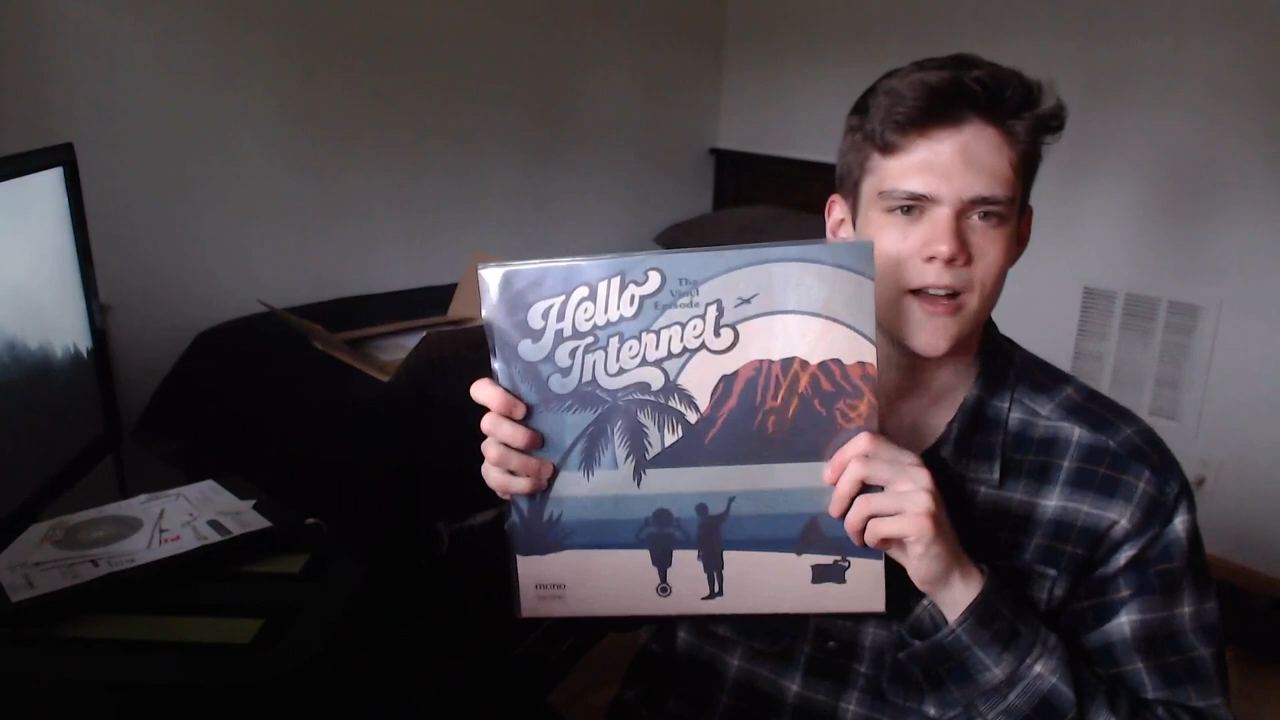 Hello
The
Vinyl
Episode
Internet
mono